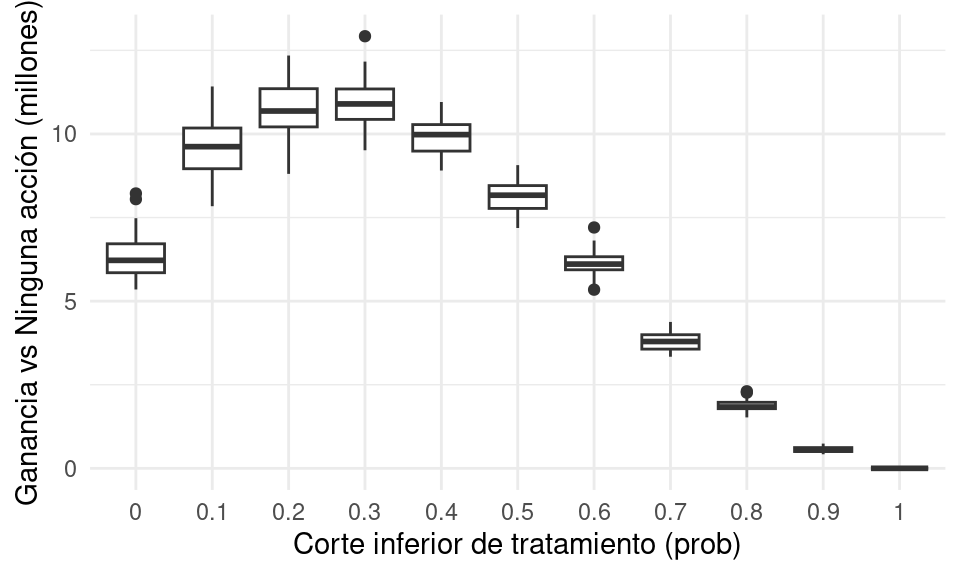 Ganancia vs Ninguna acción (millones)
10
5
0
0 0.1 0.2 0.3 0.4 0.5 0.6 0.7 0.8 0.9 1
Corte inferior de tratamiento (prob)